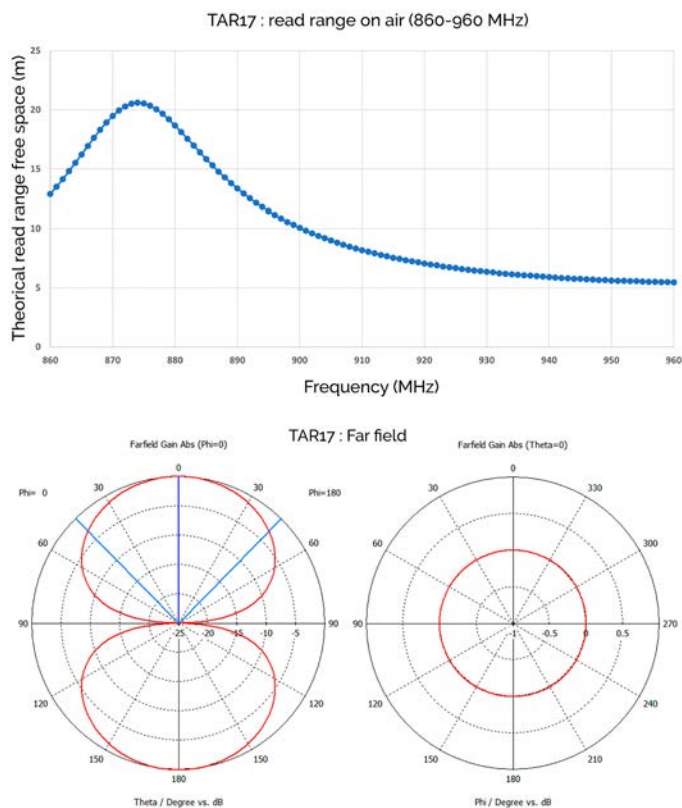 TAR17 : read range on air (860-960 MHz)
Theorical read range free space (m)
25
20
15
10
5
0
860 870 880 890 900 910 920 930 940 950 960
Frequency (MHz)
TAR17 : Far field
Farfield Gain Abs (Phi=0)
Phi= 0
Phi=180
0
30 30
60 60
90 90
-25 -20 -15 -10 -5
120 120
150 150
180
Theta / Degree vs. dB
Farfield Gain Abs (Theta=0)
0
30 330
60 300
90 270
-1 -0.5 0 0.5
120 240
150 210
180
Phi / Degree vs. dB